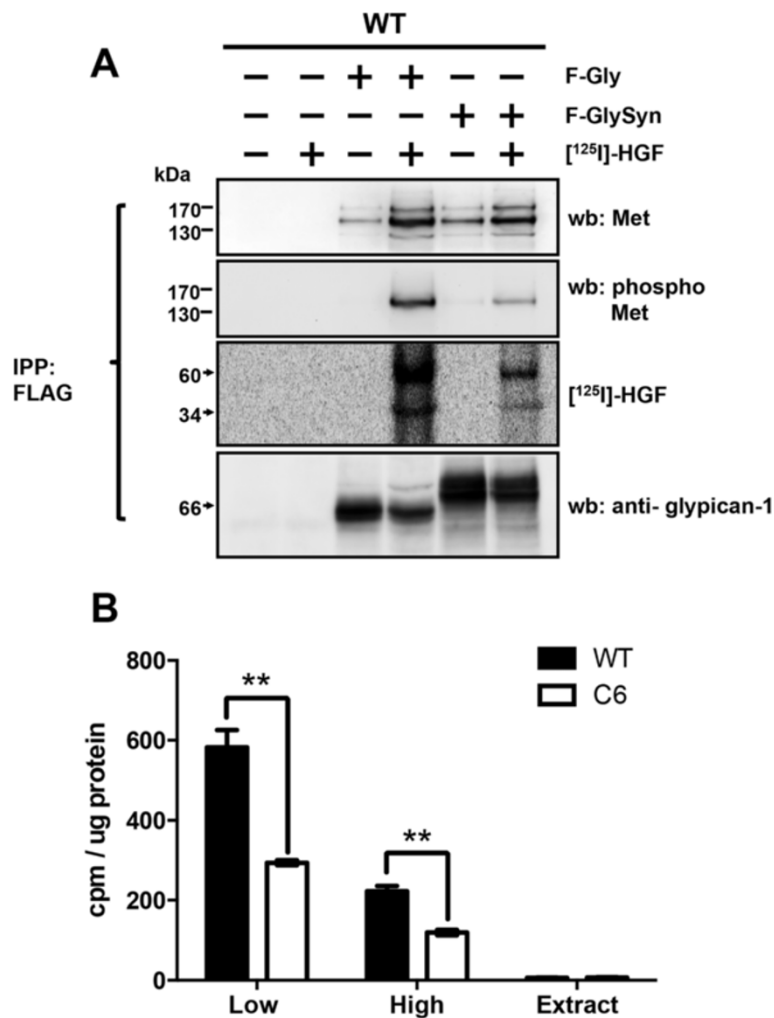 WT
A
− − + + − − F-Gly
− − − − + + F-GlySyn
− + − + − + [¹²⁵I]-HGF
kDa
170
130
wb: Met
170
130
wb: phospho
Met
IPP:
FLAG
60
34
[¹²⁵I]-HGF
66
wb: anti- glypican-1
B
800
600
400
200
0
cpm / ug protein
**
**
WT
C6
Low High Extract